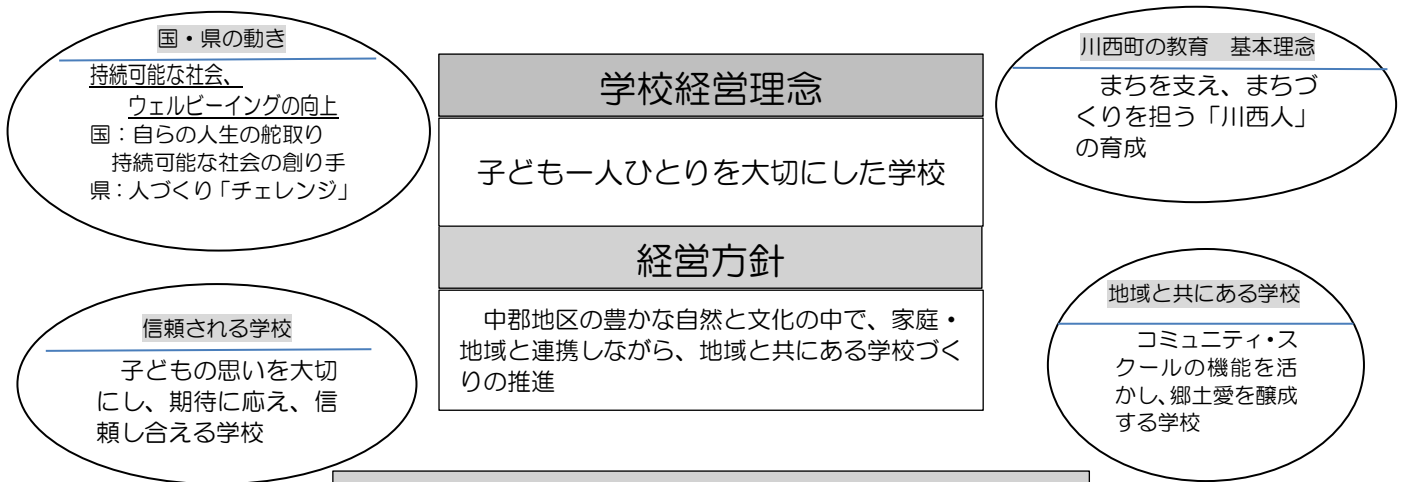 国・県の動き
持続可能な社会、
ウェルビーイングの向上
国：自らの人生の舵取り
持続可能な社会の創り手
県：人づくり「チェレンジ」
学校経営理念
子ども一人ひとりを大切にした学校
経営方針
中郡地区の豊かな自然と文化の中で、家庭・
地域と連携しながら、地域と共にある学校づく
りの推進
川西町の教育　基本理念
まちを支え、まちづ
くりを担う「川西人」
の育成
信頼される学校
子どもの思いを大切
にし、期待に応え、信
頼し合える学校
地域と共にある学校
コミュニティ・ス
クールの機能を活
かし、郷土愛を醸成
する学校